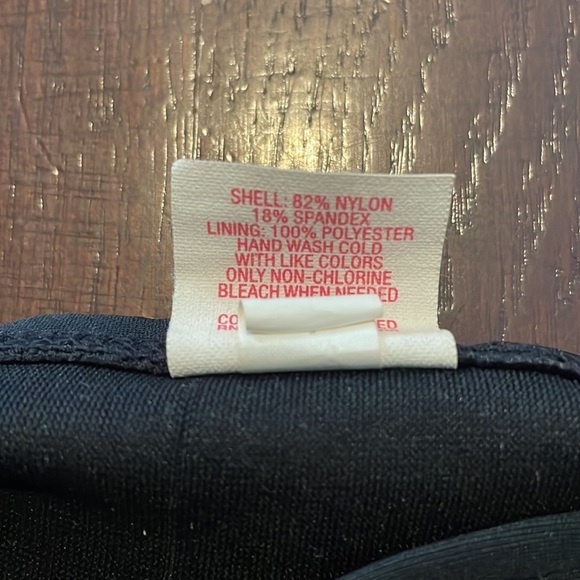 SHELL: 82% NYLON
18% SPANDEX
LINING: 100% POLYESTER
HAND WASH COLD
WITH LIKE COLORS
ONLY NON-CHLORINE
BLEACH WHEN NEEDED